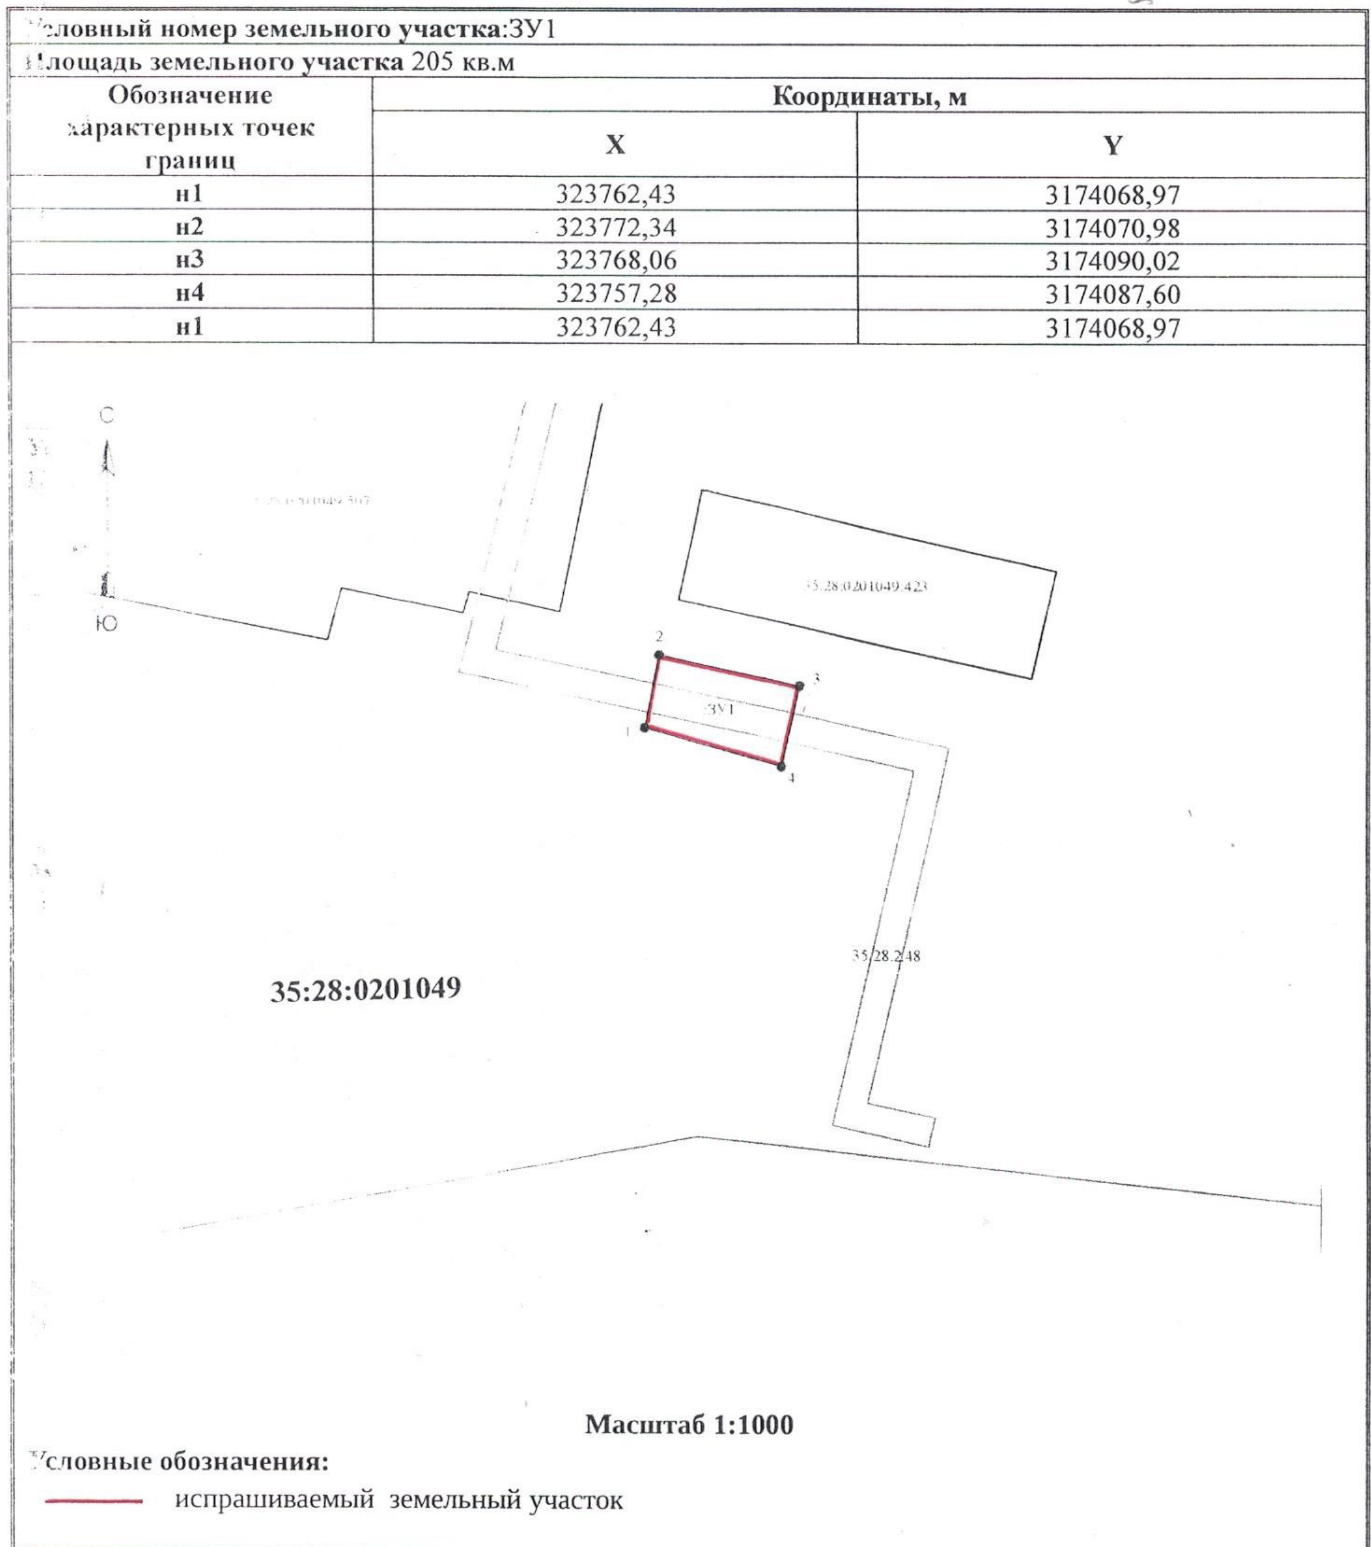 Условный номер земельного участка:ЗУ1
Площадь земельного участка 205 кв.м
Обозначение характерных точек границ
Координаты, м
X
Y
н1 323762,43 3174068,97
н2 323772,34 3174070,98
н3 323768,06 3174090,02
н4 323757,28 3174087,60
н1 323762,43 3174068,97
С
Ю
35:28:0201049:423
2
3
:ЗУ1
1
4
35:28:0201049
35:28:2:48
Масштаб 1:1000
Условные обозначения:
испрашиваемый земельный участок